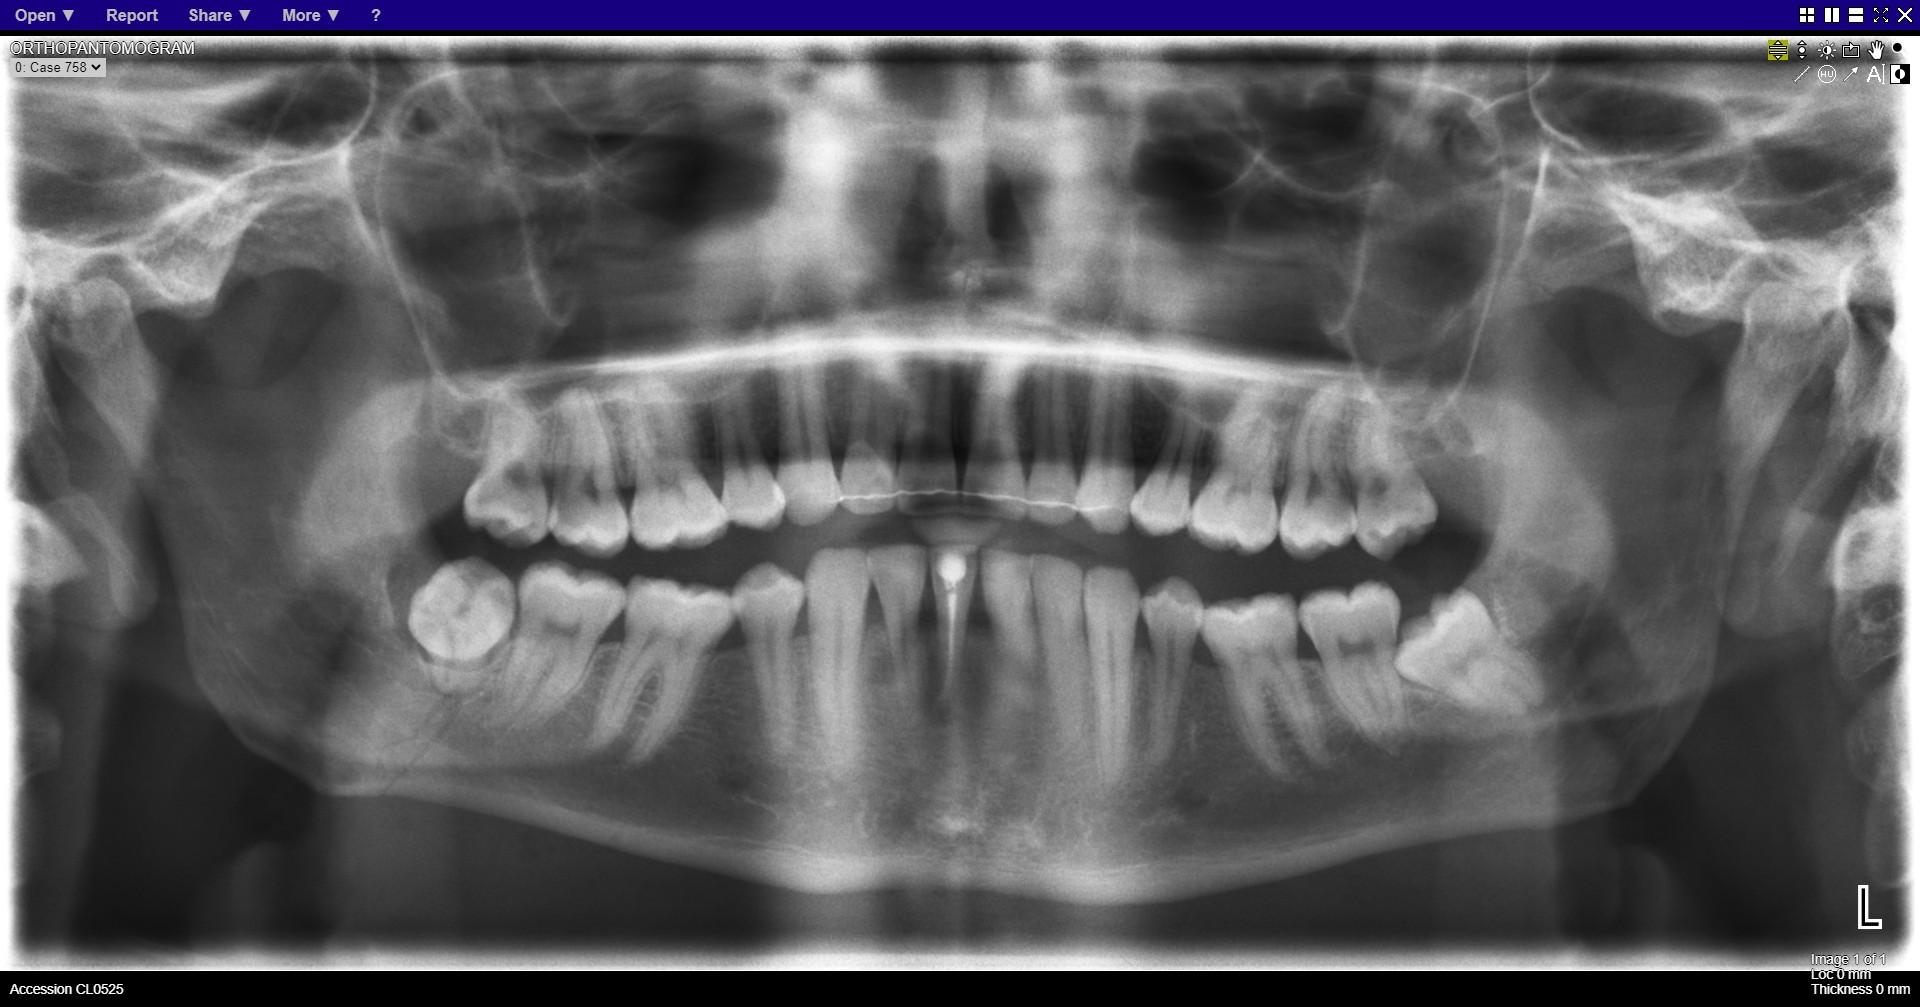 Open ▼ Report Share ▼ More ▼ ?
ORTHOPANTOMOGRAM
0: Case 758
HU
A
L
Image 1 of 1
Loc 0 mm
Thickness 0 mm
Accession CL0525